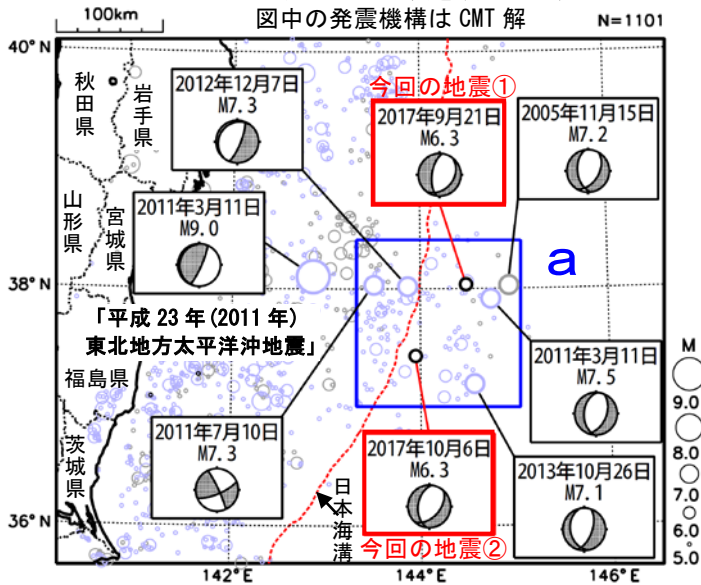 図中の発震機構は CMT 解
N=1101
100km
40°N
38°N
36°N
142°E
144°E
146°E
秋田県
岩手県
山形県
宮城県
福島県
茨城県
2012年12月7日
M7.3
今回の地震①
2017年9月21日
M6.3
2005年11月15日
M7.2
2011年3月11日
M9.0
「平成 23 年(2011 年)
東北地方太平洋沖地震」
a
2011年3月11日
M7.5
2011年7月10日
M7.3
日本海溝
2017年10月6日
M6.3
今回の地震②
2013年10月26日
M7.1
M
9.0
8.0
7.0
6.0
5.0